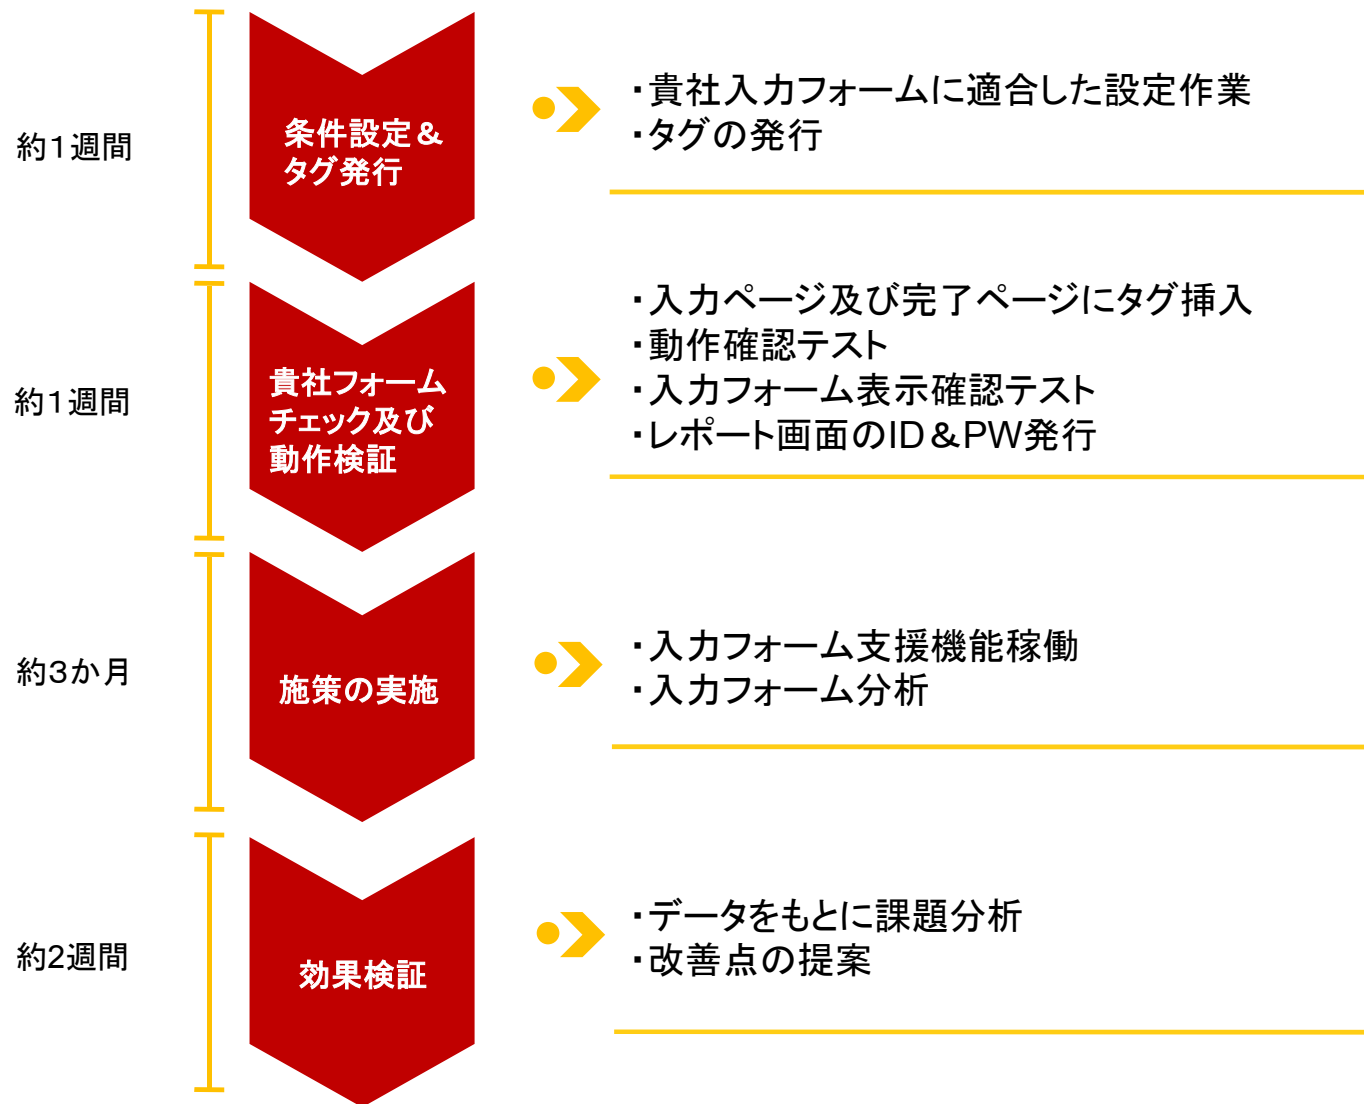 約１週間
条件設定＆
タグ発行
・貴社入力フォームに適合した設定作業
・タグの発行
約１週間
貴社フォーム
チェック及び
動作検証
・入力ページ及び完了ページにタグ挿入
・動作確認テスト
・入力フォーム表示確認テスト
・レポート画面のID＆PW発行
約３か月
施策の実施
・入力フォーム支援機能稼働
・入力フォーム分析
約2週間
効果検証
・データをもとに課題分析
・改善点の提案